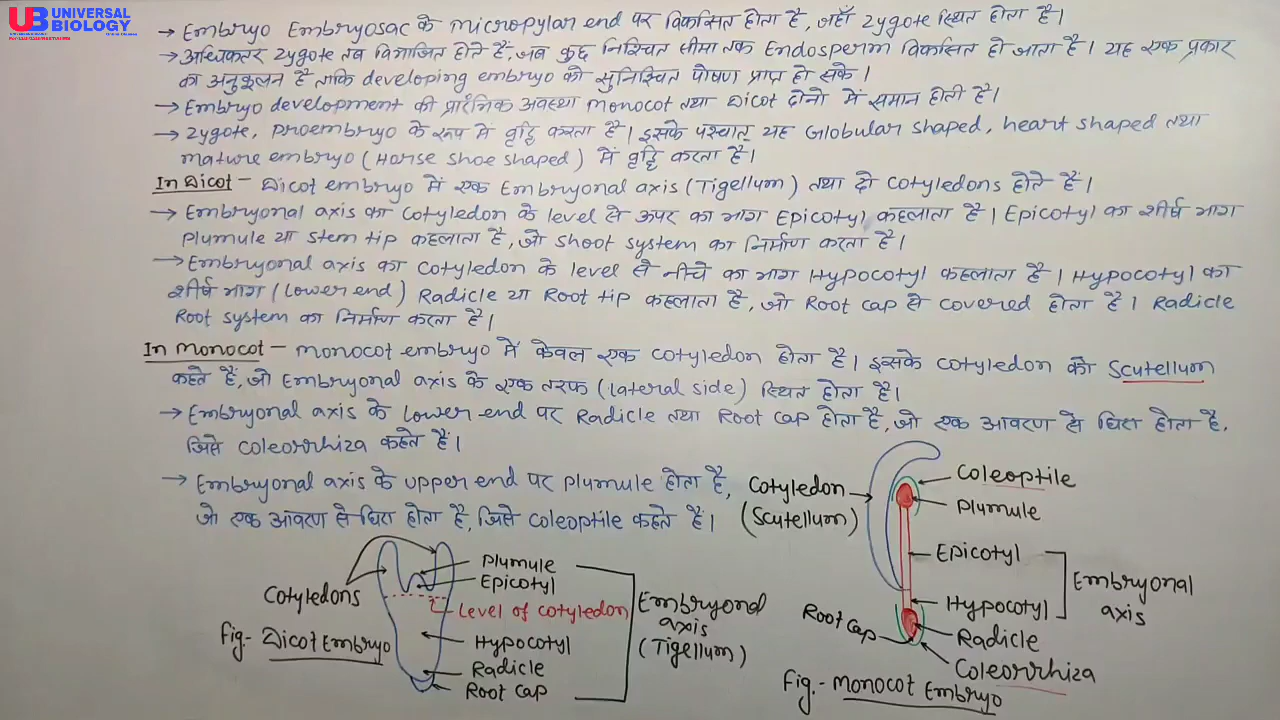 UB UNIVERSAL BIOLOGY
→ Embryo Embryosac के micropylar end पर विकसित होता है, जहाँ Zygote स्थित होता है।
→ अधिकतर Zygote तब विभाजित होते हैं, जब कुछ निश्चित सीमा तक Endosperm विकसित हो जाता है। यह एक प्रकार
का अनुकूलन है ताकि developing embryo को सुनिश्चित पोषण प्राप्त हो सके।
→ Embryo development की प्रारंभिक अवस्था monocot तथा Dicot दोनो में समान होती है।
→ Zygote, Proembryo के रूप में वृद्धि करता है। इसके पश्चात् यह Globular shaped, heart shaped तथा
mature embryo (Horse shoe shaped) में वृद्धि करता है।
In Dicot - Dicot embryo में एक Embryonal axis (Tigellum) तथा दो Cotyledons होते हैं।
→ Embryonal axis का Cotyledon के level से ऊपर का भाग Epicotyl कहलाता है। Epicotyl का शीर्ष भाग
Plumule या stem tip कहलाता है, जो shoot system का निर्माण करता है।
→ Embryonal axis का Cotyledon के level से नीचे का भाग Hypocotyl कहलाता है। Hypocotyl का
शीर्ष भाग (lower end) Radicle या Root tip कहलाता है, जो Root cap से covered होता है। Radicle
Root system का निर्माण करता है।
In Monocot - monocot embryo में केवल एक cotyledon होता है। इसके cotyledon को Scutellum
कहते हैं, जो Embryonal axis के एक तरफ (lateral side) स्थित होता है।
→ Embryonal axis के lower end पर Radicle तथा Root cap होता है, जो एक आवरण से घिरा होता है,
जिसे coleorrhiza कहते हैं।
→ Embryonal axis के upper end पर plumule होता है,
जो एक आवरण से घिरा होता है, जिसे coleoptile कहते हैं।
Cotyledon
(Scutellum)
Coleoptile
Plumule
Epicotyl
Hypocotyl
Embryonal
axis
Root cap
Radicle
Coleorrhiza
Fig.- Monocot Embryo
Cotyledons
Plumule
Epicotyl
Level of cotyledon
Hypocotyl
Radicle
Root cap
Embryonal
axis
(Tigellum)
Fig- Dicot Embryo